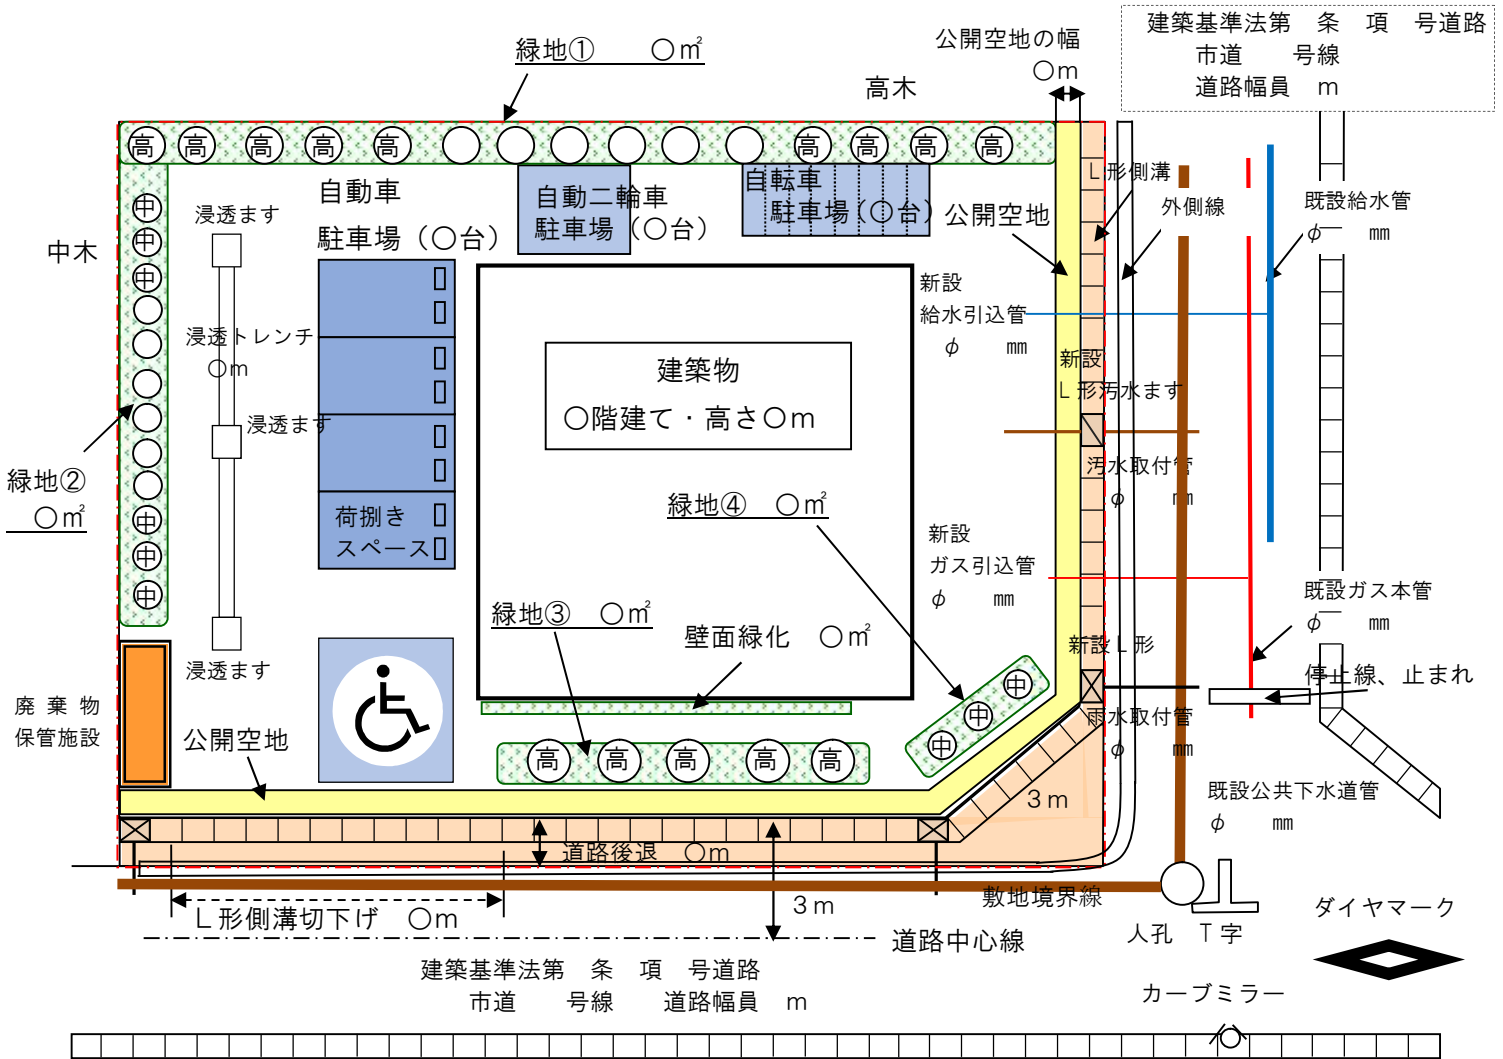 建築基準法第　条　項　号道路
市道　　号線
道路幅員　ｍ
公開空地の幅
〇ｍ
緑地①　　〇㎡
高木
高 高 高 高 高 高 高 高 高
自動車
駐車場（〇台）
自動二輪車
駐車場（〇台）
自転車
駐車場（〇台）
公開空地
Ｌ形側溝
外側線
既設給水管
φ　　㎜
中木
中
中
中
浸透ます
浸透トレンチ
〇ｍ
浸透ます
浸透ます
緑地②
〇㎡
中
中
中
荷捌き
スペース
建築物
〇階建て・高さ〇ｍ
新設
給水引込管
φ　　㎜
新設
Ｌ形汚水ます
汚水取付管
φ　　㎜
緑地④　〇㎡
新設
ガス引込管
φ　　㎜
既設ガス本管
φ　　㎜
緑地③　〇㎡
壁面緑化　〇㎡
新設Ｌ形
雨水取付管
φ　　㎜
停止線、止まれ
中
中
中
高 高 高 高 高
廃棄物
保管施設
公開空地
３ｍ
既設公共下水道管
φ　　㎜
道路後退　〇ｍ
３ｍ
敷地境界線
Ｌ形側溝切下げ　〇ｍ
道路中心線
人孔　Ｔ字
ダイヤマーク
建築基準法第　条　項　号道路
市道　　号線　　道路幅員　ｍ
カーブミラー